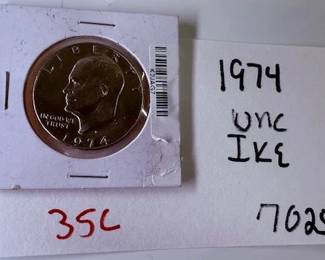 LIBERTY
IN GOD WE
TRUST
1974
1974
UNC
IKE
35C
702